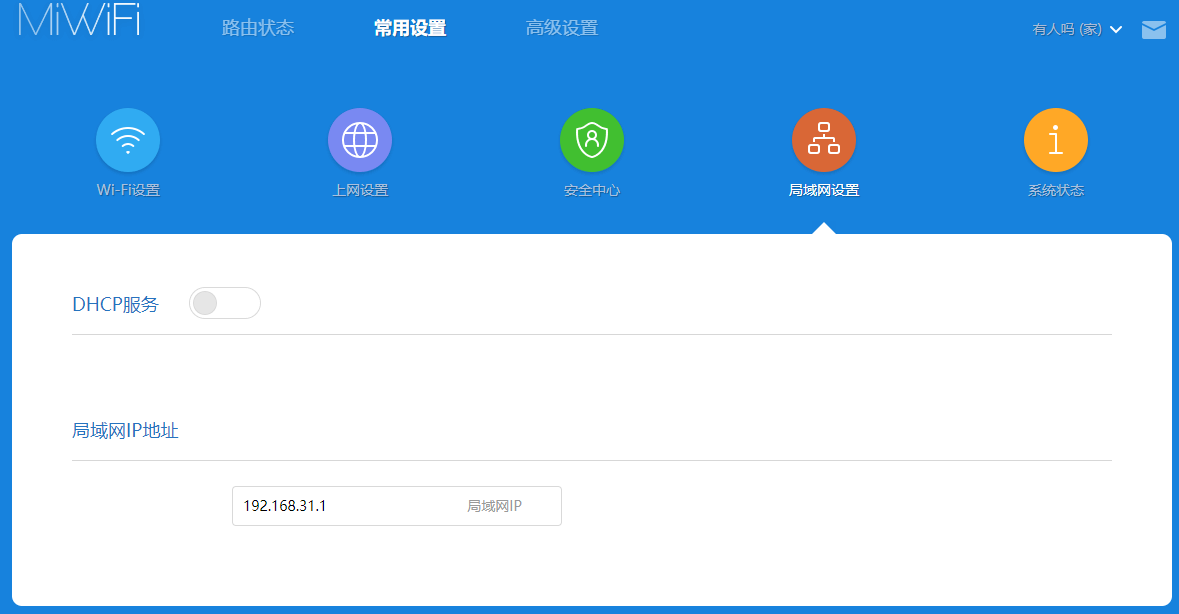 MiWiFi
路由状态
常用设置
高级设置
有人吗 (家)
Wi-Fi设置
上网设置
安全中心
局域网设置
系统状态
DHCP服务
局域网IP地址
192.168.31.1 局域网IP